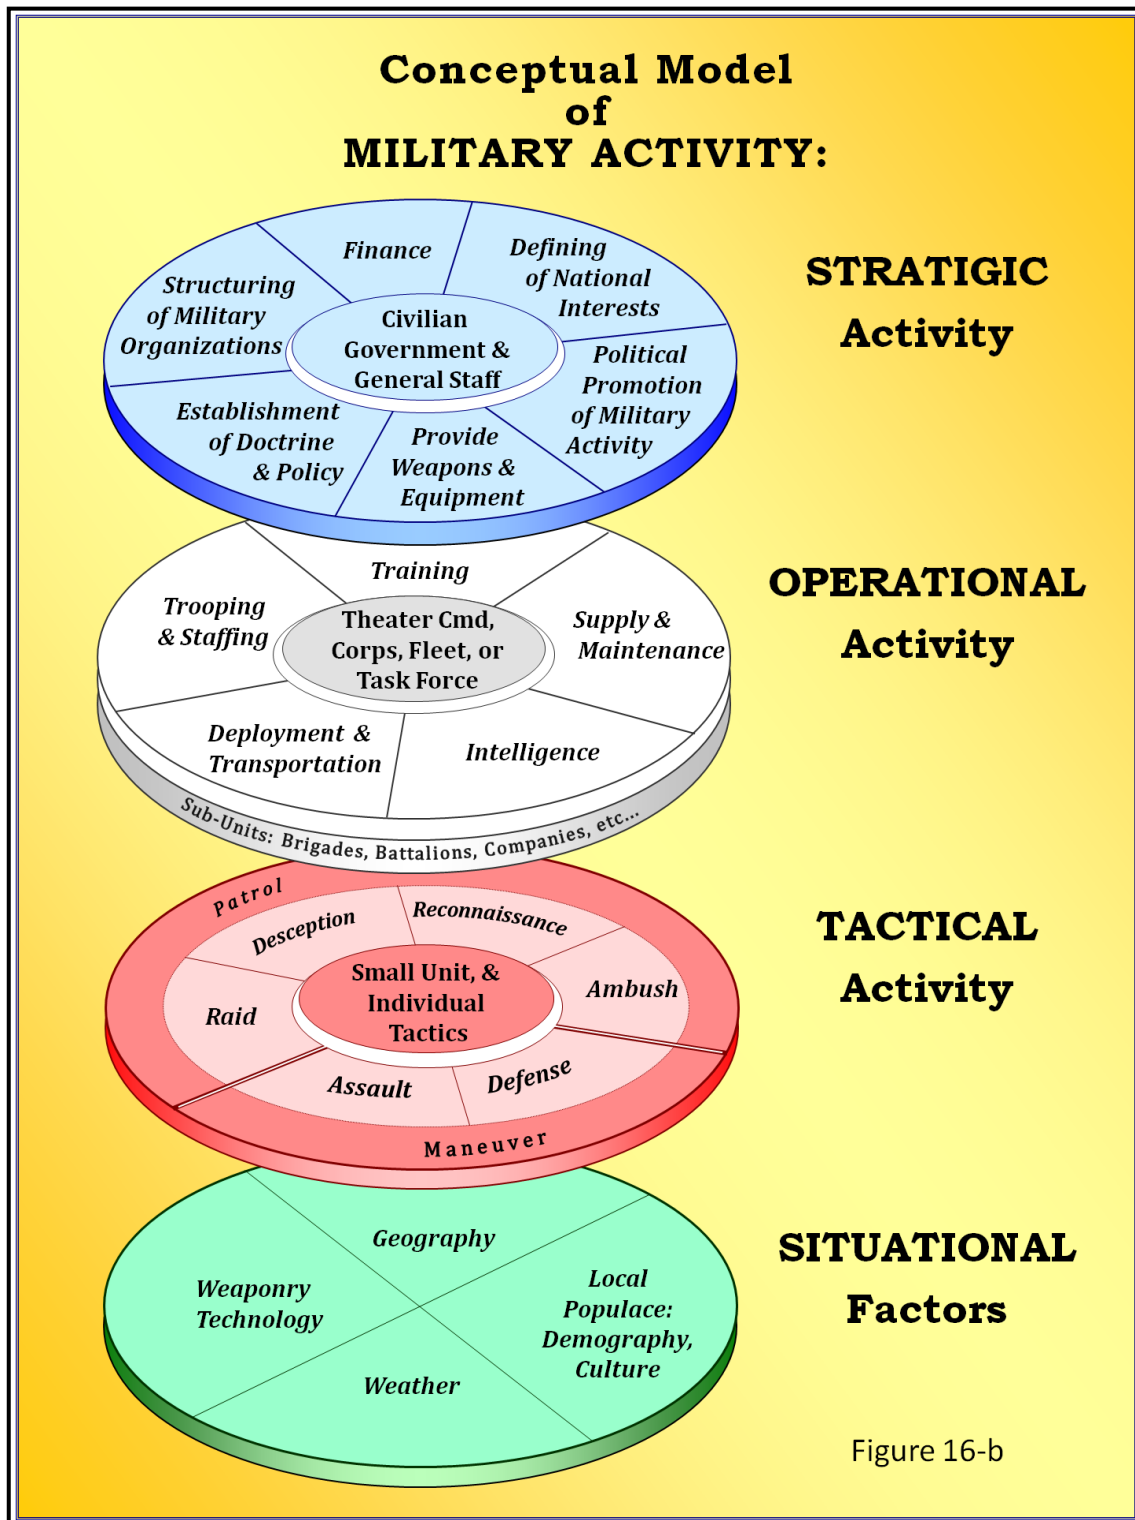 Conceptual Model
of
MILITARY ACTIVITY:
STRATIGIC
Activity
Finance
Defining
of National
Interests
Structuring
of Military
Organizations
Civilian
Government &
General Staff
Political
Promotion
of Military
Activity
Establishment
of Doctrine
& Policy
Provide
Weapons &
Equipment
OPERATIONAL
Activity
Training
Trooping
& Staffing
Theater Cmd,
Corps, Fleet, or
Task Force
Supply &
Maintenance
Deployment &
Transportation
Intelligence
Sub-Units: Brigades, Battalions, Companies, etc...
TACTICAL
Activity
Patrol
Desception
Reconnaissance
Raid
Small Unit, &
Individual
Tactics
Ambush
Assault
Defense
Maneuver
SITUATIONAL
Factors
Geography
Weaponry
Technology
Local
Populace:
Demography,
Culture
Weather
Figure 16-b